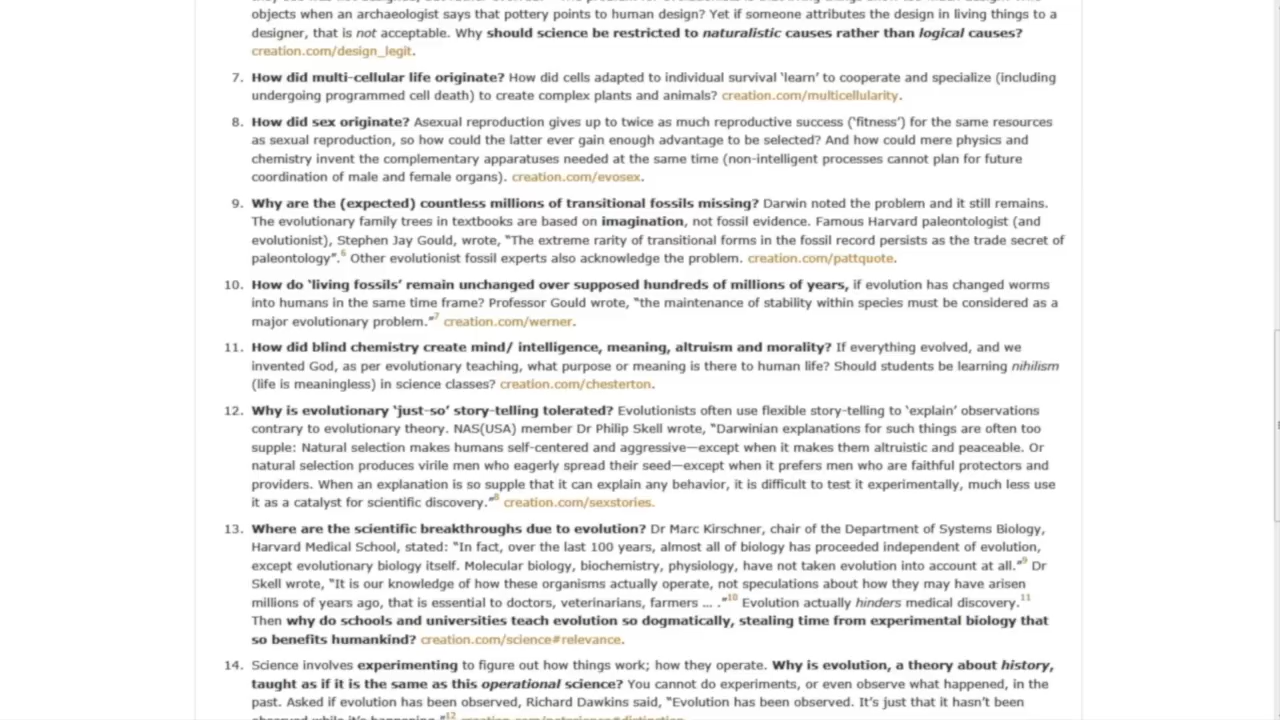 objects when an archaeologist says that pottery points to human design? Yet if someone attributes the design in living things to a
designer, that is not acceptable. Why should science be restricted to naturalistic causes rather than logical causes?
creation.com/design_legit.
7. How did multi-cellular life originate? How did cells adapted to individual survival ‘learn’ to cooperate and specialize (including
undergoing programmed cell death) to create complex plants and animals? creation.com/multicellularity.
8. How did sex originate? Asexual reproduction gives up to twice as much reproductive success (‘fitness’) for the same resources
as sexual reproduction, so how could the latter ever gain enough advantage to be selected? And how could mere physics and
chemistry invent the complementary apparatuses needed at the same time (non-intelligent processes cannot plan for future
coordination of male and female organs). creation.com/evosex.
9. Why are the (expected) countless millions of transitional fossils missing? Darwin noted the problem and it still remains.
The evolutionary family trees in textbooks are based on imagination, not fossil evidence. Famous Harvard paleontologist (and
evolutionist), Stephen Jay Gould, wrote, “The extreme rarity of transitional forms in the fossil record persists as the trade secret of
paleontology”.6 Other evolutionist fossil experts also acknowledge the problem. creation.com/pattquote.
10. How do ‘living fossils’ remain unchanged over supposed hundreds of millions of years, if evolution has changed worms
into humans in the same time frame? Professor Gould wrote, “the maintenance of stability within species must be considered as a
major evolutionary problem.”7 creation.com/werner.
11. How did blind chemistry create mind/ intelligence, meaning, altruism and morality? If everything evolved, and we
invented God, as per evolutionary teaching, what purpose or meaning is there to human life? Should students be learning nihilism
(life is meaningless) in science classes? creation.com/chesterton.
12. Why is evolutionary ‘just-so’ story-telling tolerated? Evolutionists often use flexible story-telling to ‘explain’ observations
contrary to evolutionary theory. NAS(USA) member Dr Philip Skell wrote, “Darwinian explanations for such things are often too
supple: Natural selection makes humans self-centered and aggressive—except when it makes them altruistic and peaceable. Or
natural selection produces virile men who eagerly spread their seed—except when it prefers men who are faithful protectors and
providers. When an explanation is so supple that it can explain any behavior, it is difficult to test it experimentally, much less use
it as a catalyst for scientific discovery.”8 creation.com/sexstories.
13. Where are the scientific breakthroughs due to evolution? Dr Marc Kirschner, chair of the Department of Systems Biology,
Harvard Medical School, stated: “In fact, over the last 100 years, almost all of biology has proceeded independent of evolution,
except evolutionary biology itself. Molecular biology, biochemistry, physiology, have not taken evolution into account at all.”9 Dr
Skell wrote, “It is our knowledge of how these organisms actually operate, not speculations about how they may have arisen
millions of years ago, that is essential to doctors, veterinarians, farmers … .”10 Evolution actually hinders medical discovery.11
Then why do schools and universities teach evolution so dogmatically, stealing time from experimental biology that
so benefits humankind? creation.com/science#relevance.
14. Science involves experimenting to figure out how things work; how they operate. Why is evolution, a theory about history,
taught as if it is the same as this operational science? You cannot do experiments, or even observe what happened, in the
past. Asked if evolution has been observed, Richard Dawkins said, “Evolution has been observed. It’s just that it hasn’t been